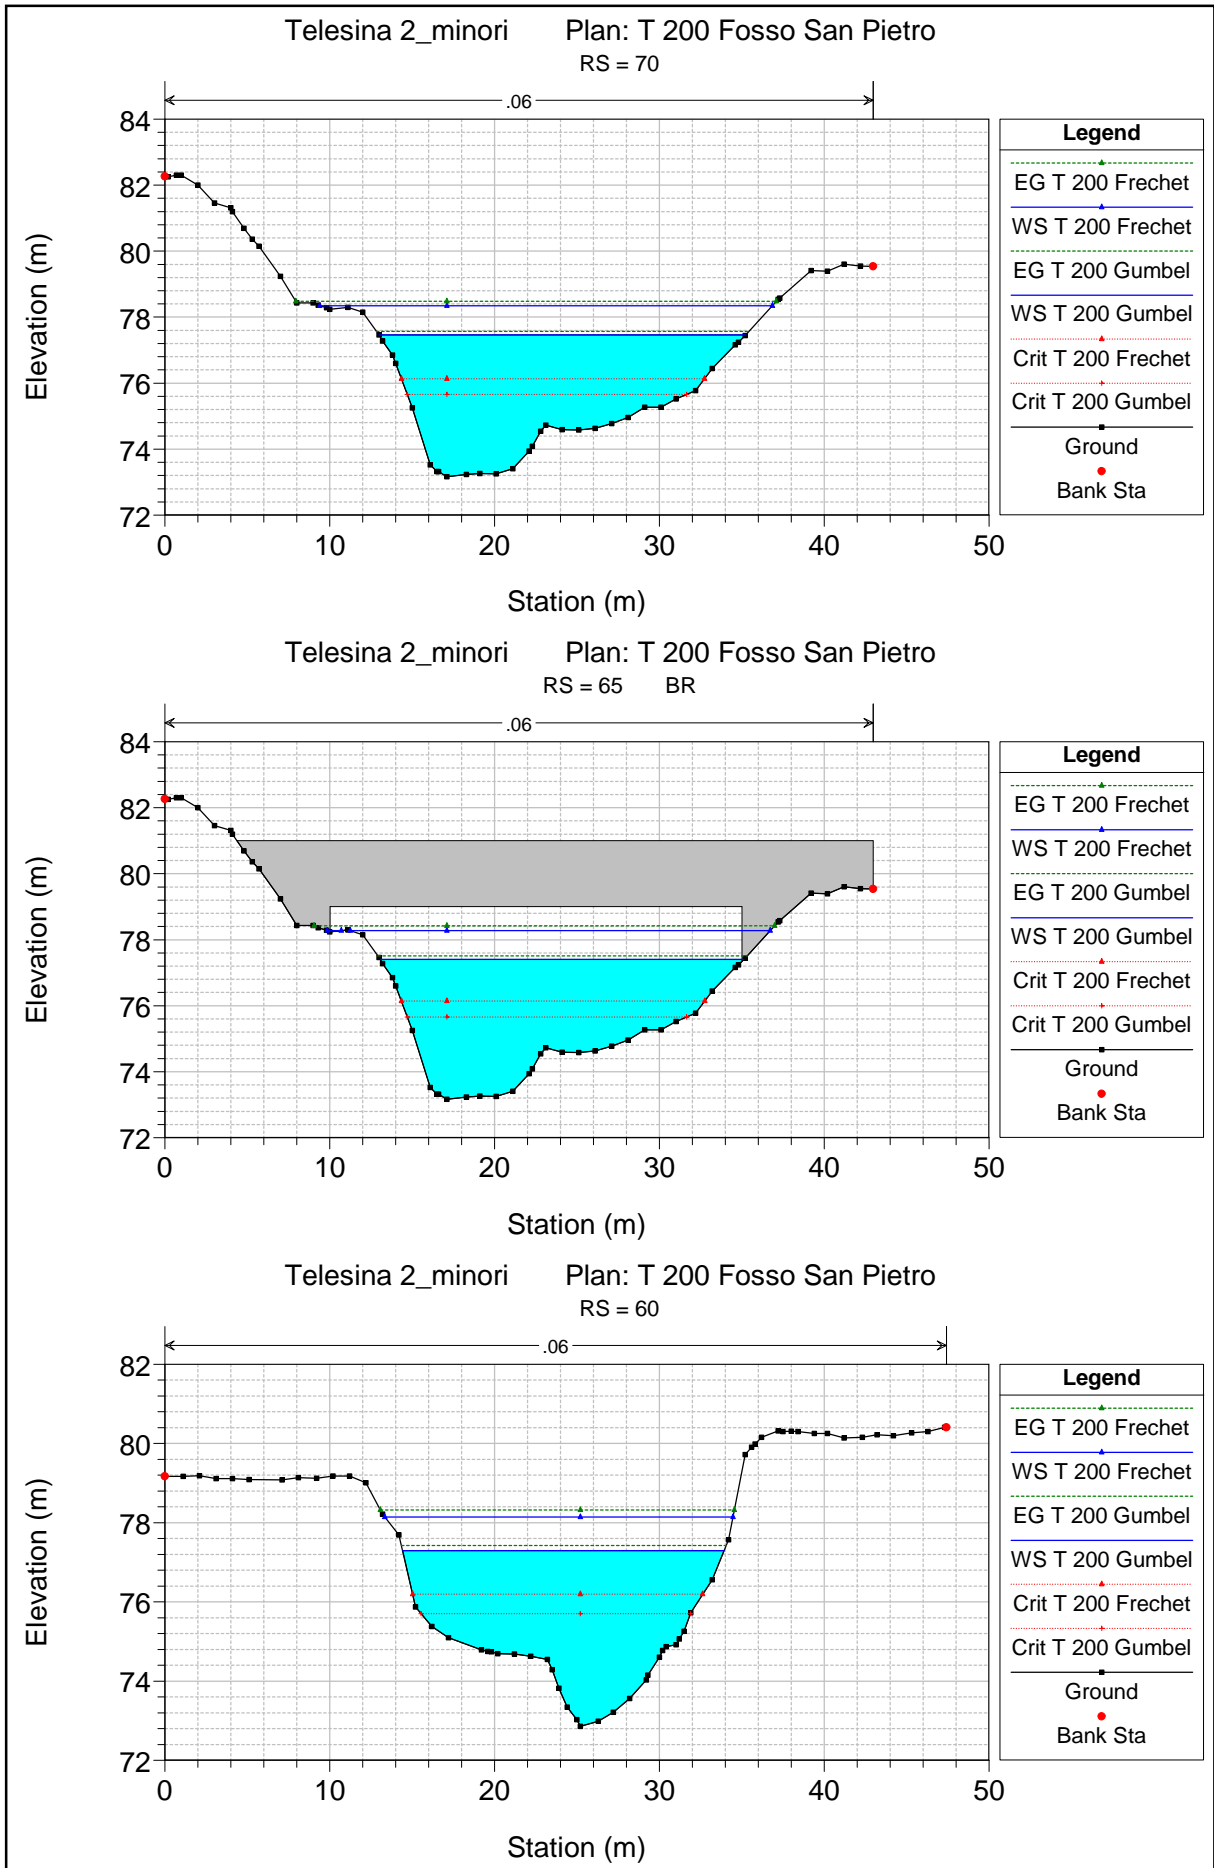 Telesina 2_minori Plan: T 200 Fosso San Pietro
RS = 70
.06
84
82
80
78
76
74
72
Elevation (m)
0 10 20 30 40 50
Station (m)
Legend
EG T 200 Frechet
WS T 200 Frechet
EG T 200 Gumbel
WS T 200 Gumbel
Crit T 200 Frechet
Crit T 200 Gumbel
Ground
Bank Sta
Telesina 2_minori Plan: T 200 Fosso San Pietro
RS = 65 BR
.06
84
82
80
78
76
74
72
Elevation (m)
0 10 20 30 40 50
Station (m)
Legend
EG T 200 Frechet
WS T 200 Frechet
EG T 200 Gumbel
WS T 200 Gumbel
Crit T 200 Frechet
Crit T 200 Gumbel
Ground
Bank Sta
Telesina 2_minori Plan: T 200 Fosso San Pietro
RS = 60
.06
82
80
78
76
74
72
Elevation (m)
0 10 20 30 40 50
Station (m)
Legend
EG T 200 Frechet
WS T 200 Frechet
EG T 200 Gumbel
WS T 200 Gumbel
Crit T 200 Frechet
Crit T 200 Gumbel
Ground
Bank Sta